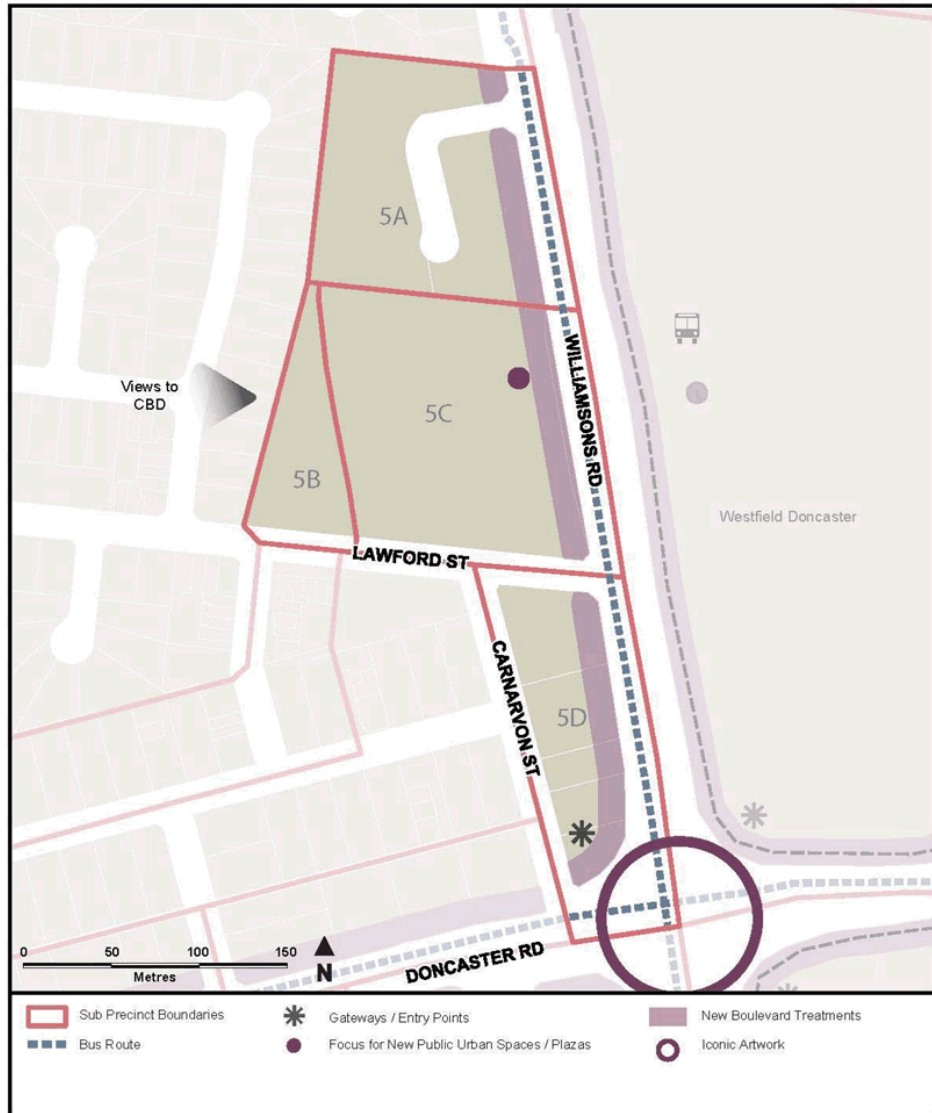 5A
Views to
CBD
5C
WILLIAMSONS RD
5B
Westfield Doncaster
LAWFORD ST
CARNARVON ST
5D
0 50 100 150
Metres
N
DONCASTER RD
Sub Precinct Boundaries
Gateways / Entry Points
New Boulevard Treatments
Bus Route
Focus for New Public Urban Spaces / Plazas
Iconic Artwork